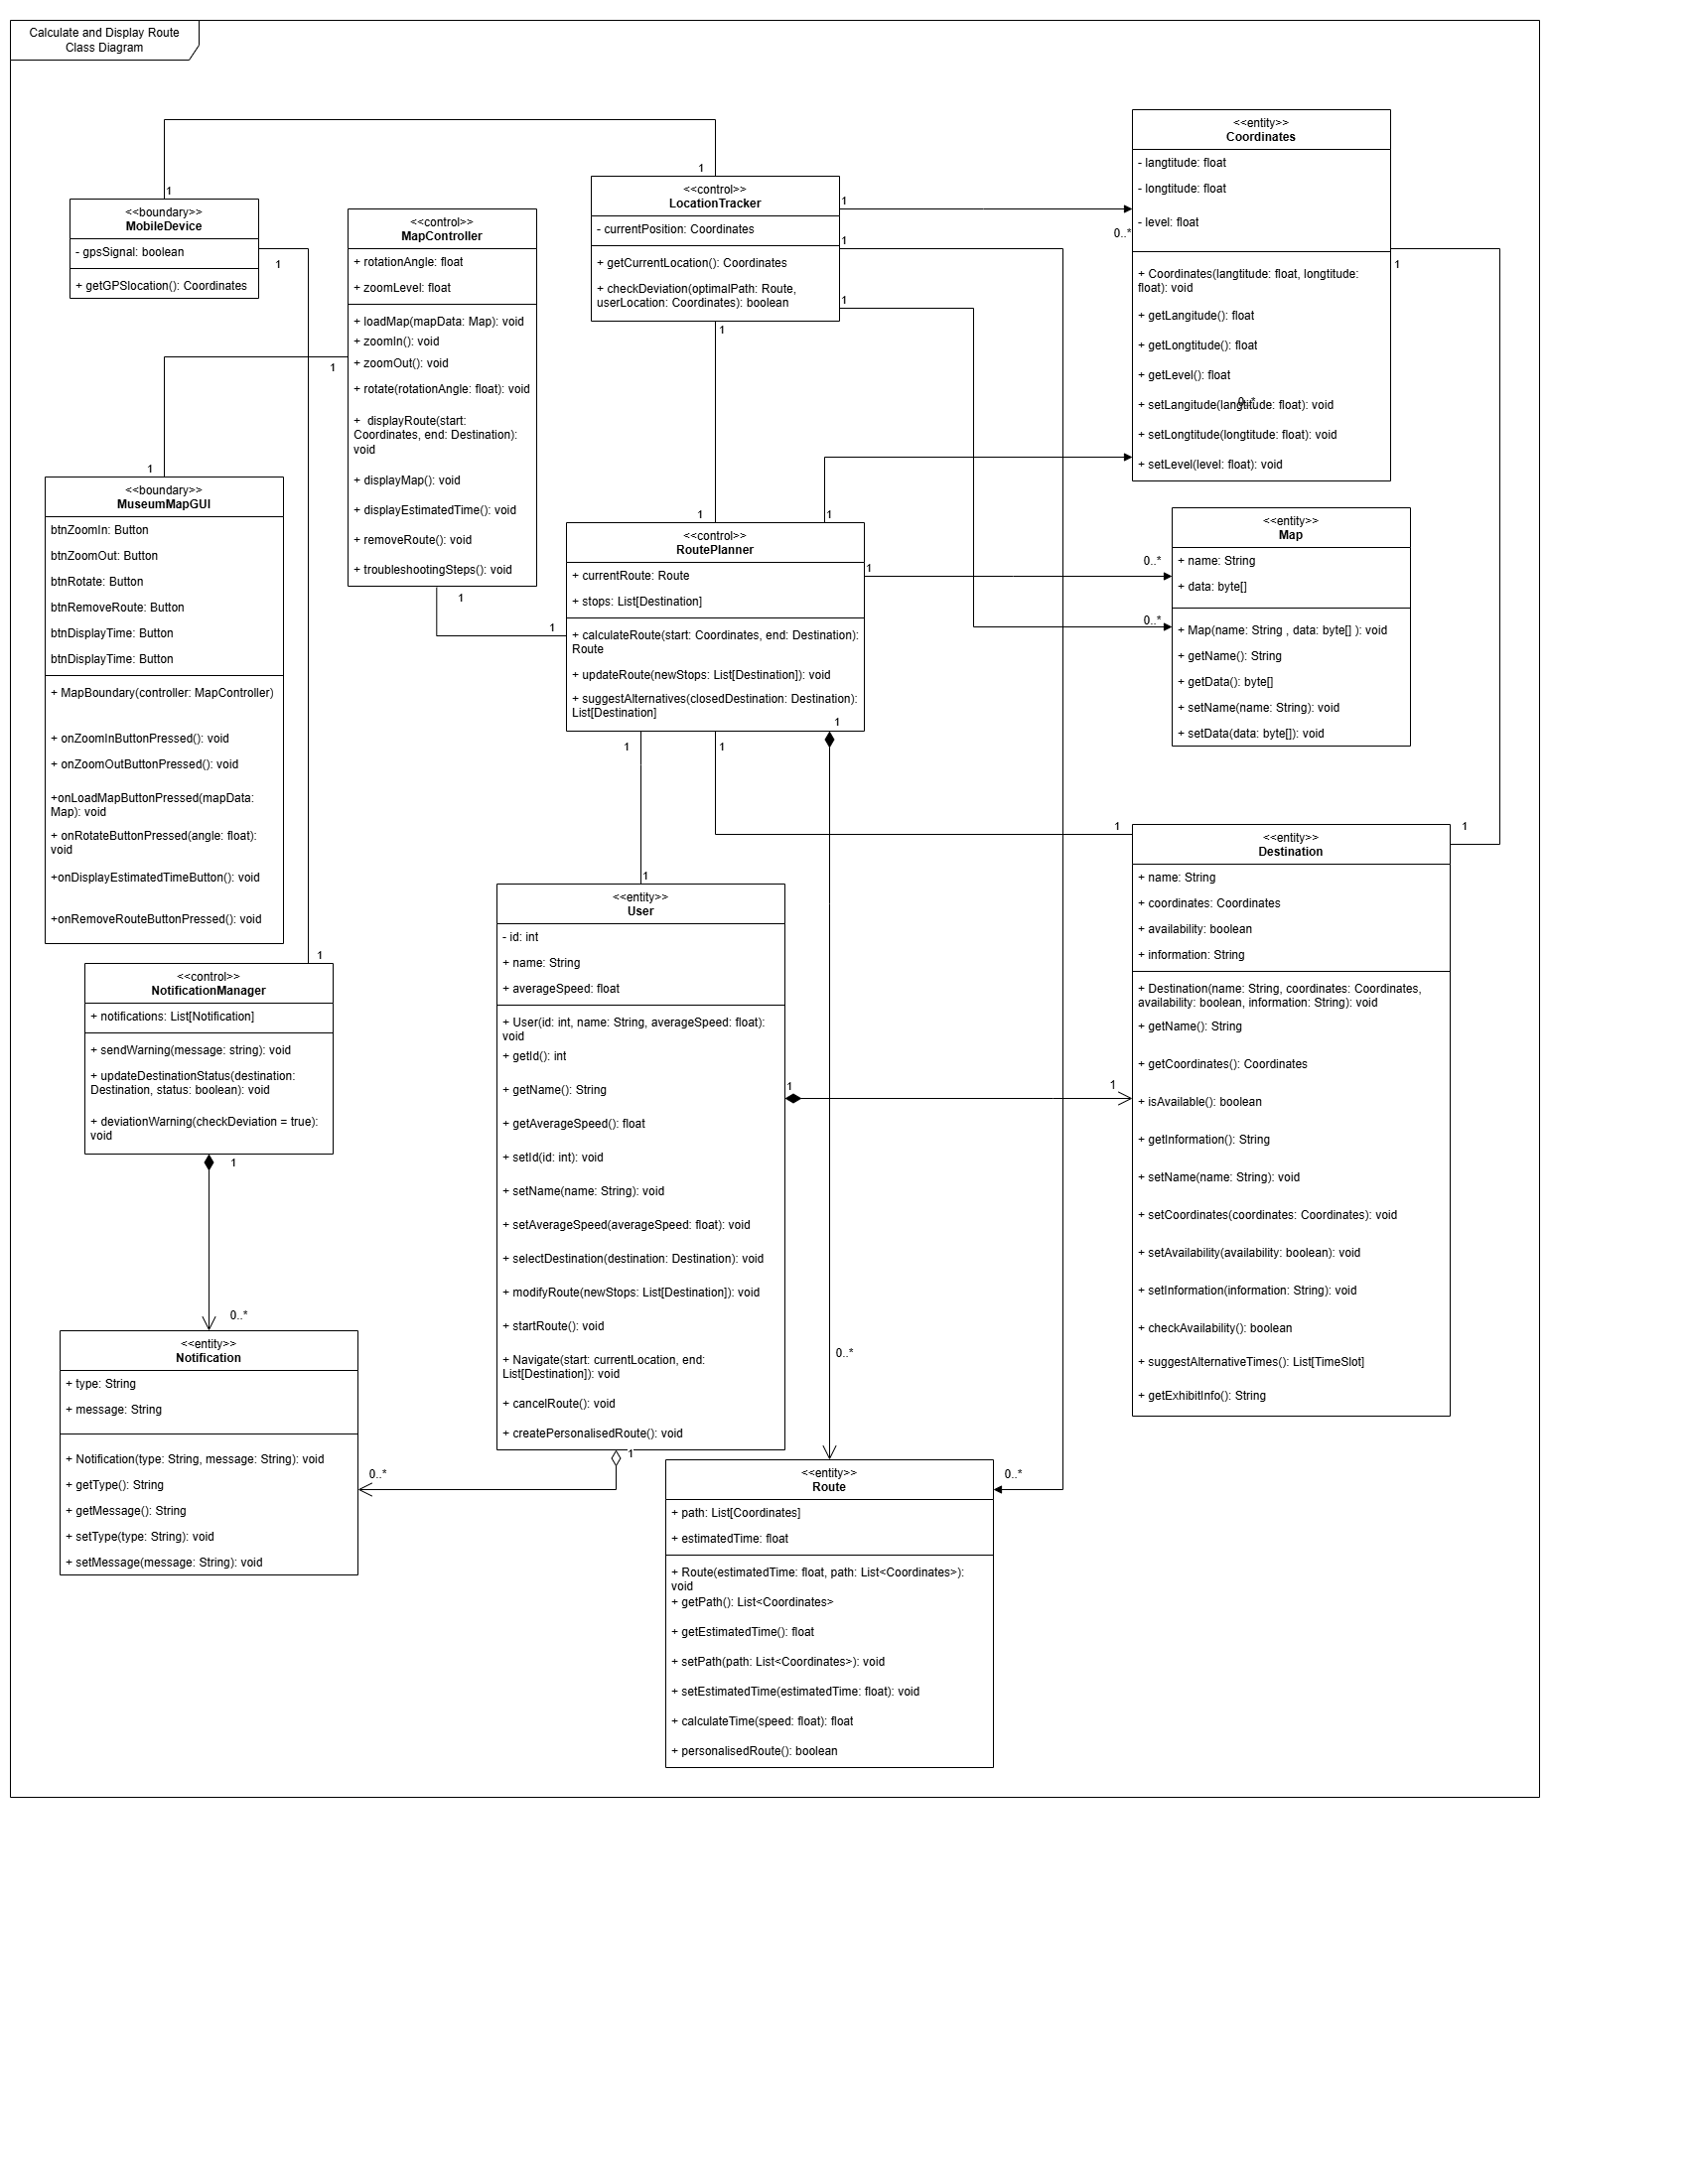 Calculate and Display Route
Class Diagram
1
1
<<boundary>>
MobileDevice
- gpsSignal: boolean
+ getGPSlocation(): Coordinates
1
<<control>>
MapController
+ rotationAngle: float
+ zoomLevel: float
+ loadMap(mapData: Map): void
+ zoomIn(): void
+ zoomOut(): void
+ rotate(rotationAngle: float): void
+ displayRoute(start:
Coordinates, end: Destination):
void
+ displayMap(): void
+ displayEstimatedTime(): void
+ removeRoute(): void
+ troubleshootingSteps(): void
1
1
<<control>>
LocationTracker
- currentPosition: Coordinates
+ getCurrentLocation(): Coordinates
+ checkDeviation(optimalPath: Route,
userLocation: Coordinates): boolean
1
1
1
1
0..*
<<entity>>
Coordinates
- langtitude: float
- longtitude: float
- level: float
+ Coordinates(langtitude: float, longtitude:
float): void
+ getLangitude(): float
+ getLongtitude(): float
+ getLevel(): float
0..*
+ setLangitude(langtitude: float): void
+ setLongtitude(longtitude: float): void
+ setLevel(level: float): void
1
1
<<boundary>>
MuseumMapGUI
btnZoomIn: Button
btnZoomOut: Button
btnRotate: Button
btnRemoveRoute: Button
btnDisplayTime: Button
btnDisplayTime: Button
+ MapBoundary(controller: MapController)
+ onZoomInButtonPressed(): void
+ onZoomOutButtonPressed(): void
+onLoadMapButtonPressed(mapData:
Map): void
+ onRotateButtonPressed(angle: float):
void
+onDisplayEstimatedTimeButton(): void
+onRemoveRouteButtonPressed(): void
1
1
1
<<control>>
RoutePlanner
+ currentRoute: Route
+ stops: List[Destination]
+ calculateRoute(start: Coordinates, end: Destination):
Route
+ updateRoute(newStops: List[Destination]): void
+ suggestAlternatives(closedDestination: Destination):
List[Destination]
1
1
1
1
0..*
0..*
<<entity>>
Map
+ name: String
+ data: byte[]
+ Map(name: String , data: byte[] ): void
+ getName(): String
+ getData(): byte[]
+ setName(name: String): void
+ setData(data: byte[]): void
1
1
<<entity>>
Destination
+ name: String
+ coordinates: Coordinates
+ availability: boolean
+ information: String
+ Destination(name: String, coordinates: Coordinates,
availability: boolean, information: String): void
+ getName(): String
+ getCoordinates(): Coordinates
+ isAvailable(): boolean
+ getInformation(): String
+ setName(name: String): void
+ setCoordinates(coordinates: Coordinates): void
+ setAvailability(availability: boolean): void
+ setInformation(information: String): void
+ checkAvailability(): boolean
+ suggestAlternativeTimes(): List[TimeSlot]
+ getExhibitInfo(): String
1
<<entity>>
User
- id: int
+ name: String
+ averageSpeed: float
+ User(id: int, name: String, averageSpeed: float):
void
+ getId(): int
+ getName(): String
+ getAverageSpeed(): float
+ setId(id: int): void
+ setName(name: String): void
+ setAverageSpeed(averageSpeed: float): void
+ selectDestination(destination: Destination): void
+ modifyRoute(newStops: List[Destination]): void
+ startRoute(): void
+ Navigate(start: currentLocation, end:
List[Destination]): void
+ cancelRoute(): void
+ createPersonalisedRoute(): void
1
1
1
1
<<control>>
NotificationManager
+ notifications: List[Notification]
+ sendWarning(message: string): void
+ updateDestinationStatus(destination:
Destination, status: boolean): void
+ deviationWarning(checkDeviation = true):
void
1
0..*
<<entity>>
Notification
+ type: String
+ message: String
+ Notification(type: String, message: String): void
+ getType(): String
+ getMessage(): String
+ setType(type: String): void
+ setMessage(message: String): void
0..*
0..*
0..*
<<entity>>
Route
+ path: List[Coordinates]
+ estimatedTime: float
+ Route(estimatedTime: float, path: List<Coordinates>):
void
+ getPath(): List<Coordinates>
+ getEstimatedTime(): float
+ setPath(path: List<Coordinates>): void
+ setEstimatedTime(estimatedTime: float): void
+ calculateTime(speed: float): float
+ personalisedRoute(): boolean